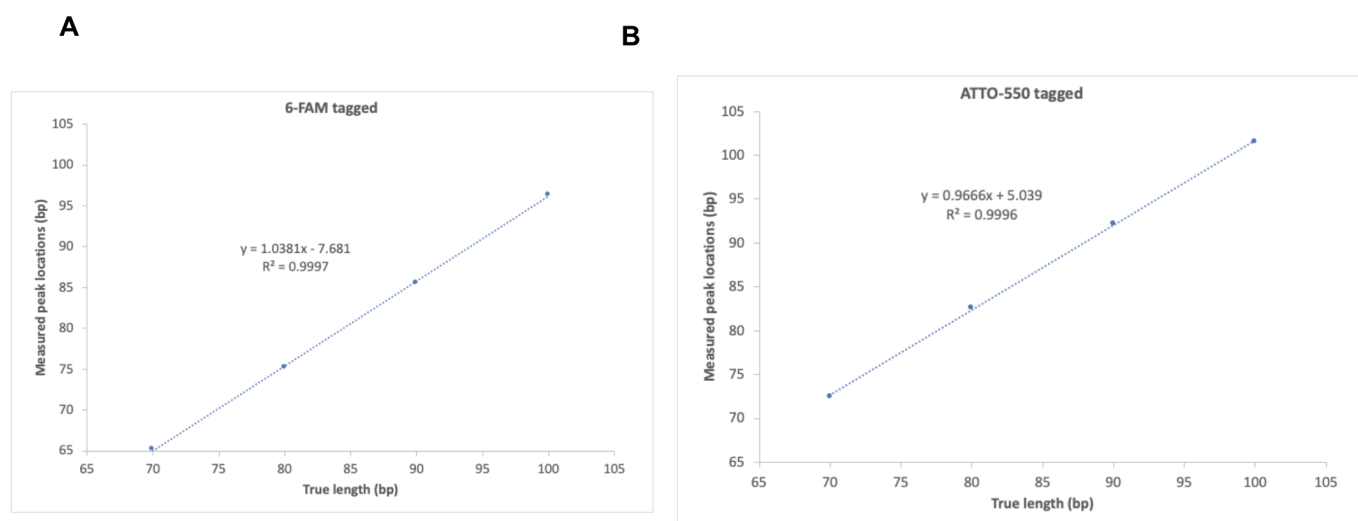 A
B
6-FAM tagged
105
100
95
90
85
80
75
70
65
Measured peak locations (bp)
y = 1.0381x - 7.681
R² = 0.9997
65 70 75 80 85 90 95 100 105
True length (bp)
ATTO-550 tagged
105
100
95
90
85
80
75
70
65
Measured peak locations (bp)
y = 0.9666x + 5.039
R² = 0.9996
65 70 75 80 85 90 95 100 105
True length (bp)